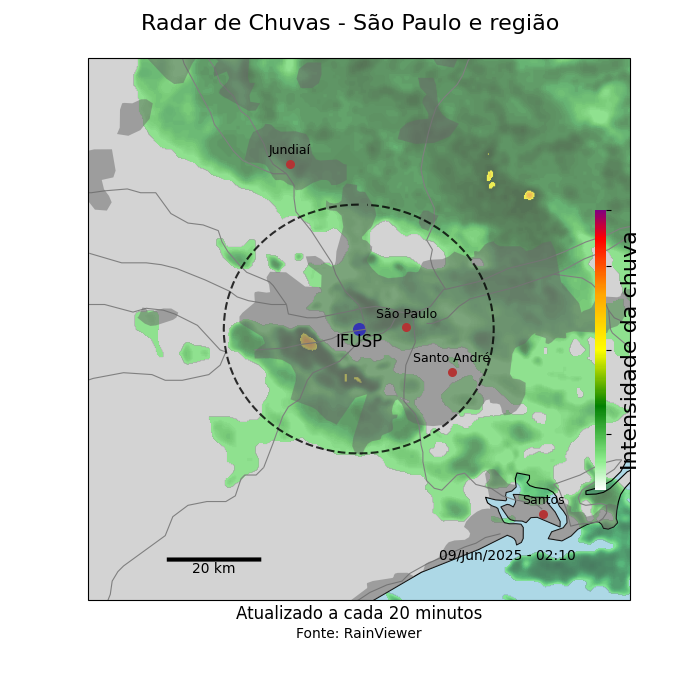 Radar de Chuvas - São Paulo e região
Jundiaí
São Paulo
IFUSP
Santo André
Intensidade da chuva
Santos
09/Jun/2025 - 02:10
20 km
Atualizado a cada 20 minutos
Fonte: RainViewer